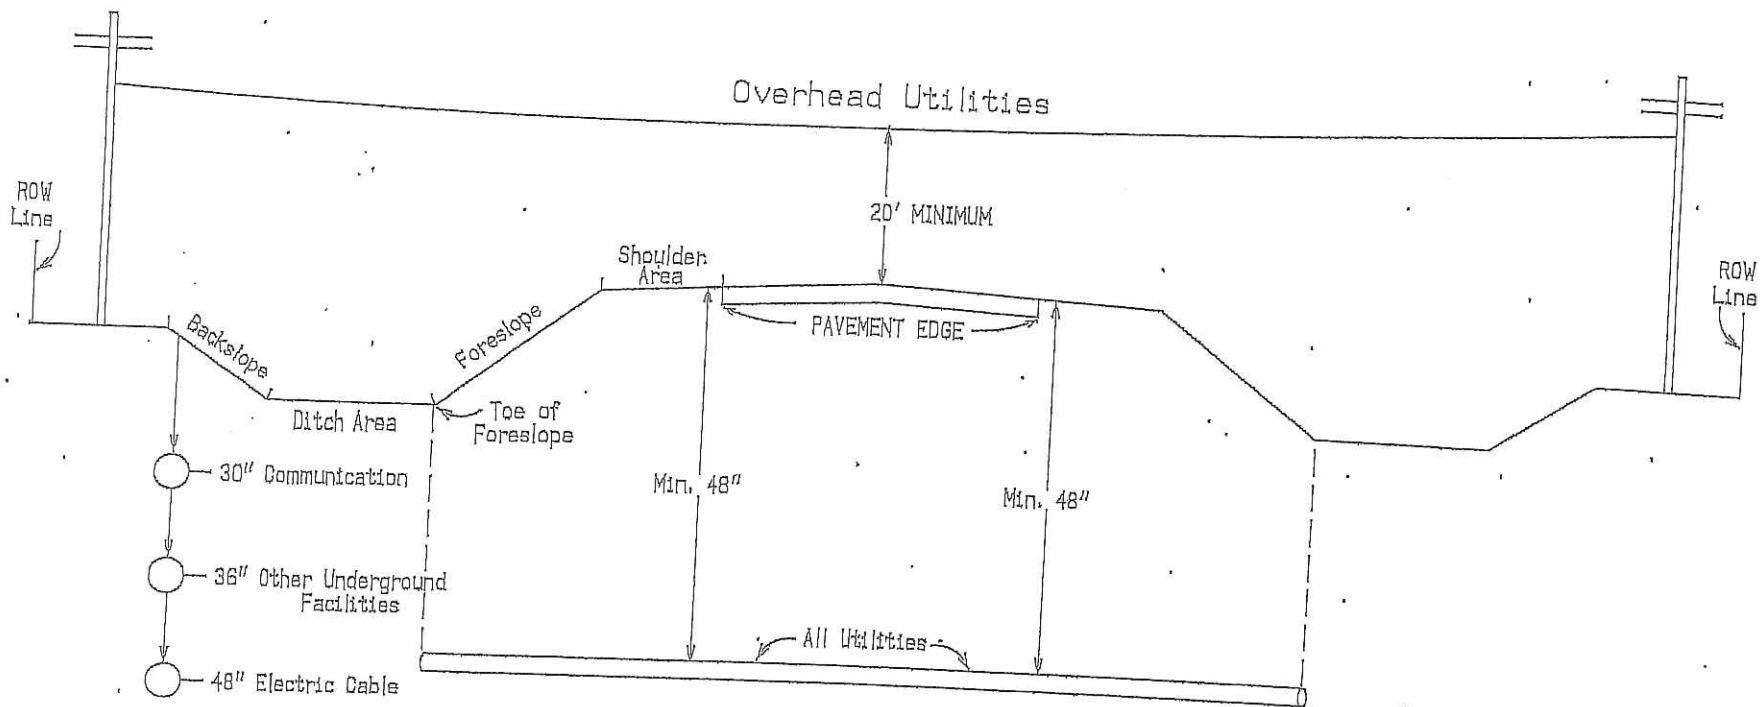 Overhead Utilities
ROW
Line
20' MINIMUM
Shoulder
Area
ROW
Line
PAVEMENT EDGE
Backslope
Foreslope
Ditch Area
Toe of
Foreslope
30" Communication
Min. 48"
Min. 48"
36" Other Underground
Facilities
All Utilities
48" Electric Cable